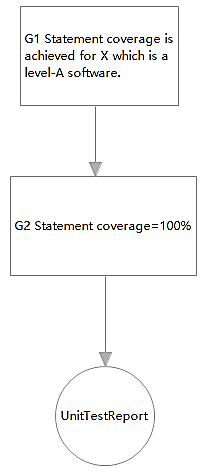 G1 Statement coverage is
achieved for X which is a
level-A software.
G2 Statement coverage=100%
UnitTestReport